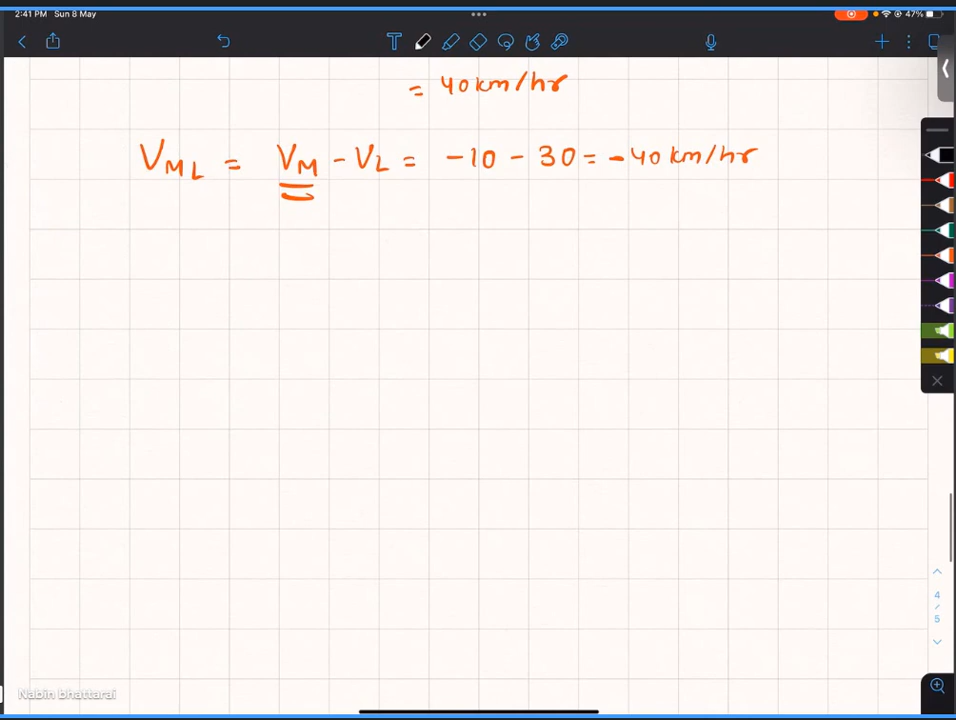 2:41 PM Sun 8 May 47%
T
= 40 km/hr
V_ML = V_M - V_L = -10 - 30 = -40 km/hr
4
/
5
Nabin bhattarai